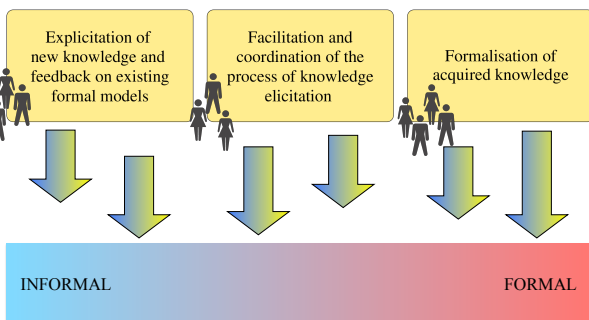 Explicitation of
new knowledge and
feedback on existing
formal models
Facilitation and
coordination of the
process of knowledge
elicitation
Formalisation of
acquired knowledge
INFORMAL
FORMAL